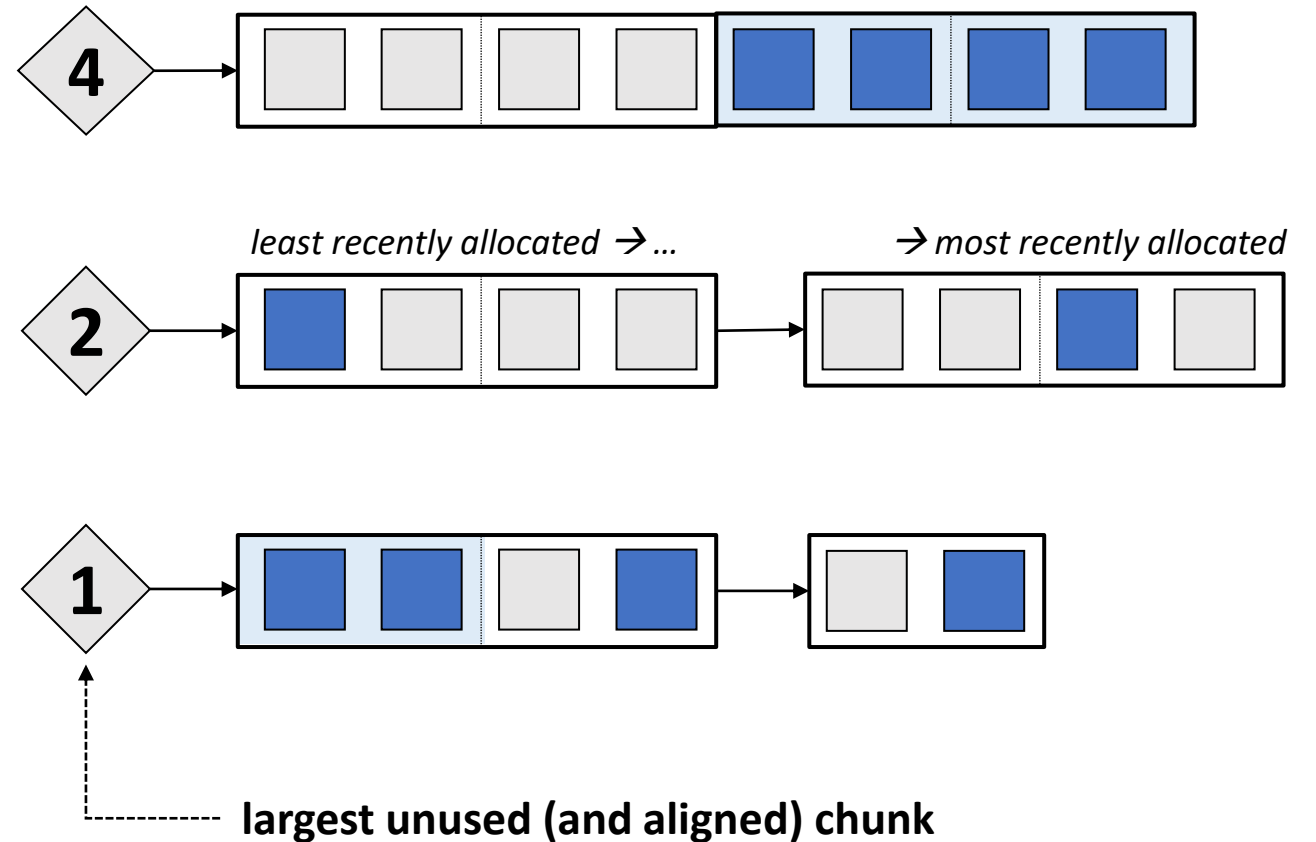 4
least recently allocated → ... → most recently allocated
2
1
largest unused (and aligned) chunk